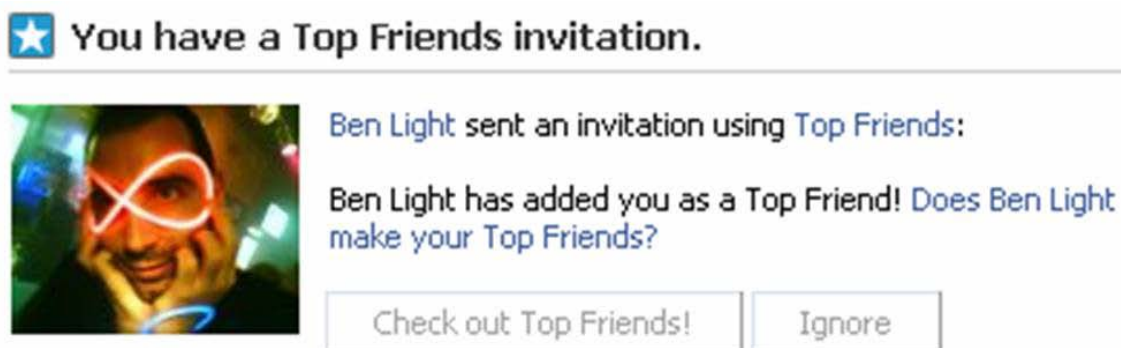 You have a Top Friends invitation.
Ben Light sent an invitation using Top Friends:
Ben Light has added you as a Top Friend! Does Ben Light
make your Top Friends?
Check out Top Friends!
Ignore